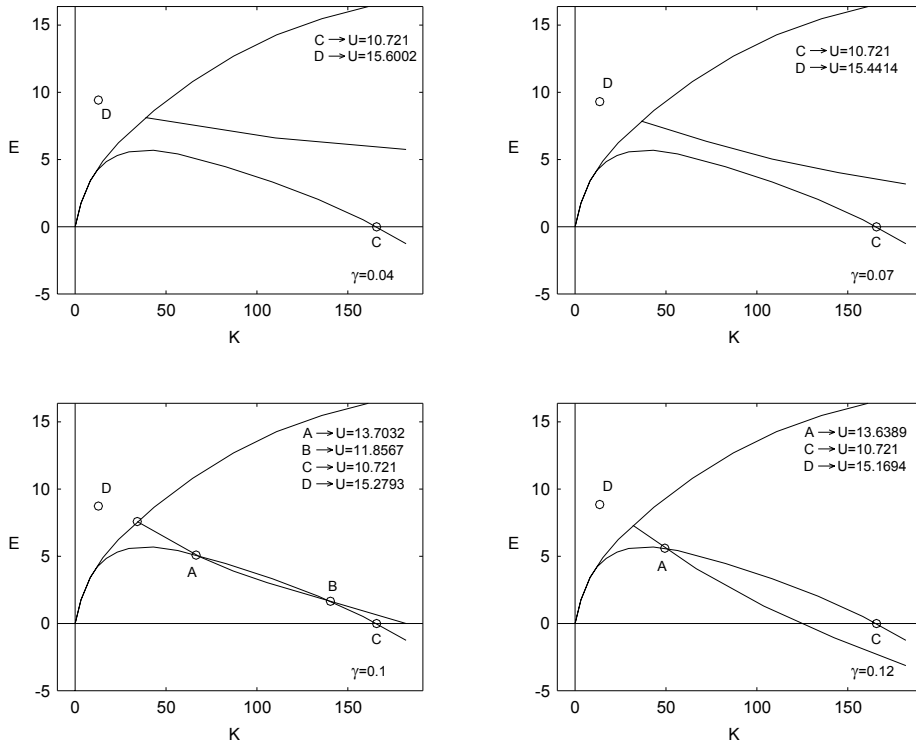 15
C → U=10.721
D → U=15.6002
10
D
E
5
0
C
γ=0.04
-5
0 50 100 150
K
15
C → U=10.721
D → U=15.4414
D
10
E
5
0
C
γ=0.07
-5
0 50 100 150
K
15
A → U=13.7032
B → U=11.8567
C → U=10.721
D → U=15.2793
D
10
E
5
A
B
0
C
γ=0.1
-5
0 50 100 150
K
15
A → U=13.6389
C → U=10.721
D → U=15.1694
D
10
E
5
A
0
C
γ=0.12
-5
0 50 100 150
K